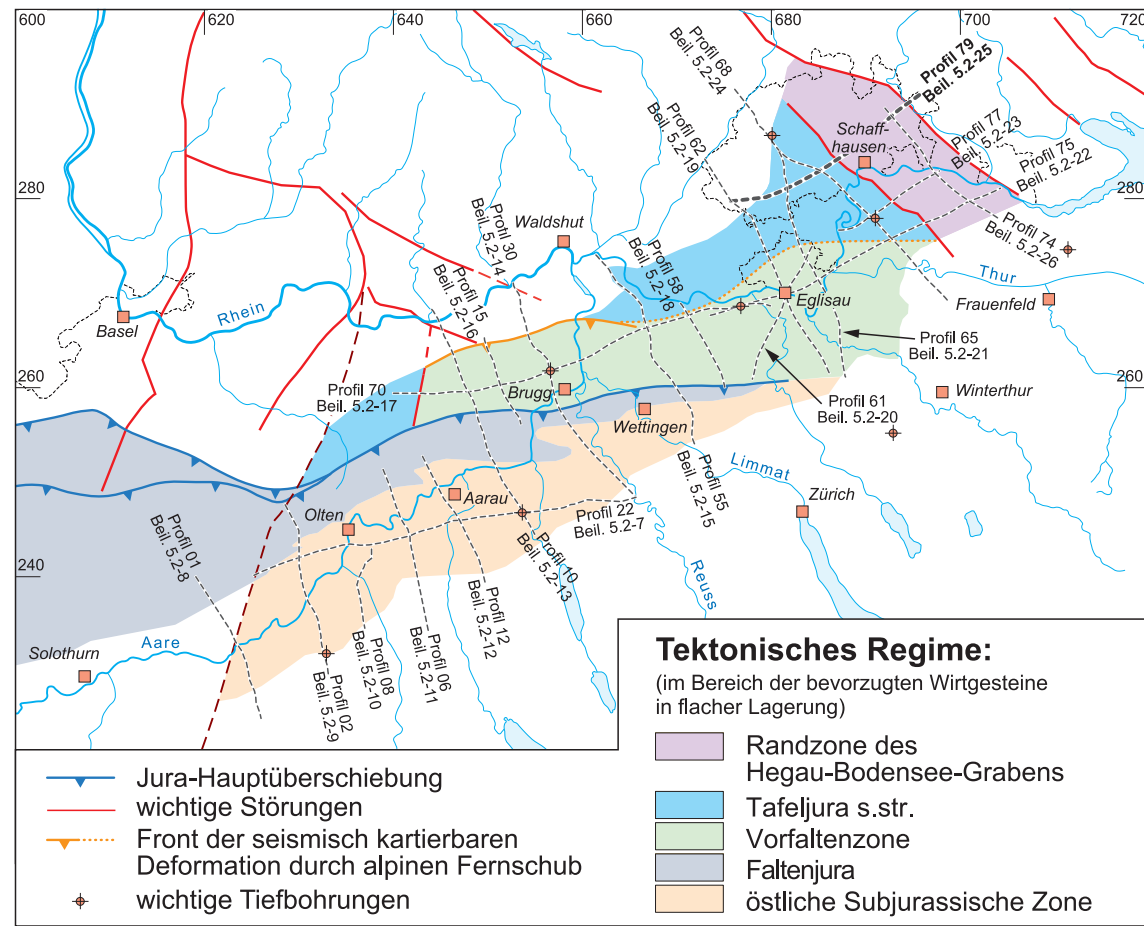 600
620
640
660
680
700
720
280
260
240
280
260
Profil 68
Beil. 5.2-24
Profil 79
Beil. 5.2-25
Profil 62
Beil. 5.2-19
Schaff-
hausen
Profil 77
Beil. 5.2-23
Profil 75
Beil. 5.2-22
Profil 30
Beil. 5.2-14
Waldshut
Profil 15
Beil. 5.2-16
Profil 58
Beil. 5.2-18
Profil 74
Beil. 5.2-26
Thur
Basel
Rhein
Eglisau
Frauenfeld
Profil 65
Beil. 5.2-21
Profil 70
Beil. 5.2-17
Brugg
Wettingen
Profil 61
Beil. 5.2-20
Winterthur
Limmat
Profil 55
Beil. 5.2-15
Zürich
Aarau
Olten
Profil 22
Beil. 5.2-7
Profil 01
Beil. 5.2-8
Profil 10
Beil. 5.2-13
Reuss
Profil 12
Beil. 5.2-12
Profil 06
Beil. 5.2-11
Profil 08
Beil. 5.2-10
Profil 02
Beil. 5.2-9
Aare
Solothurn
Tektonisches Regime:
(im Bereich der bevorzugten Wirtgesteine
in flacher Lagerung)
Randzone des
Hegau-Bodensee-Grabens
Tafeljura s.str.
Vorfaltenzone
Faltenjura
östliche Subjurassische Zone
Jura-Hauptüberschiebung
wichtige Störungen
Front der seismisch kartierbaren
Deformation durch alpinen Fernschub
wichtige Tiefbohrungen